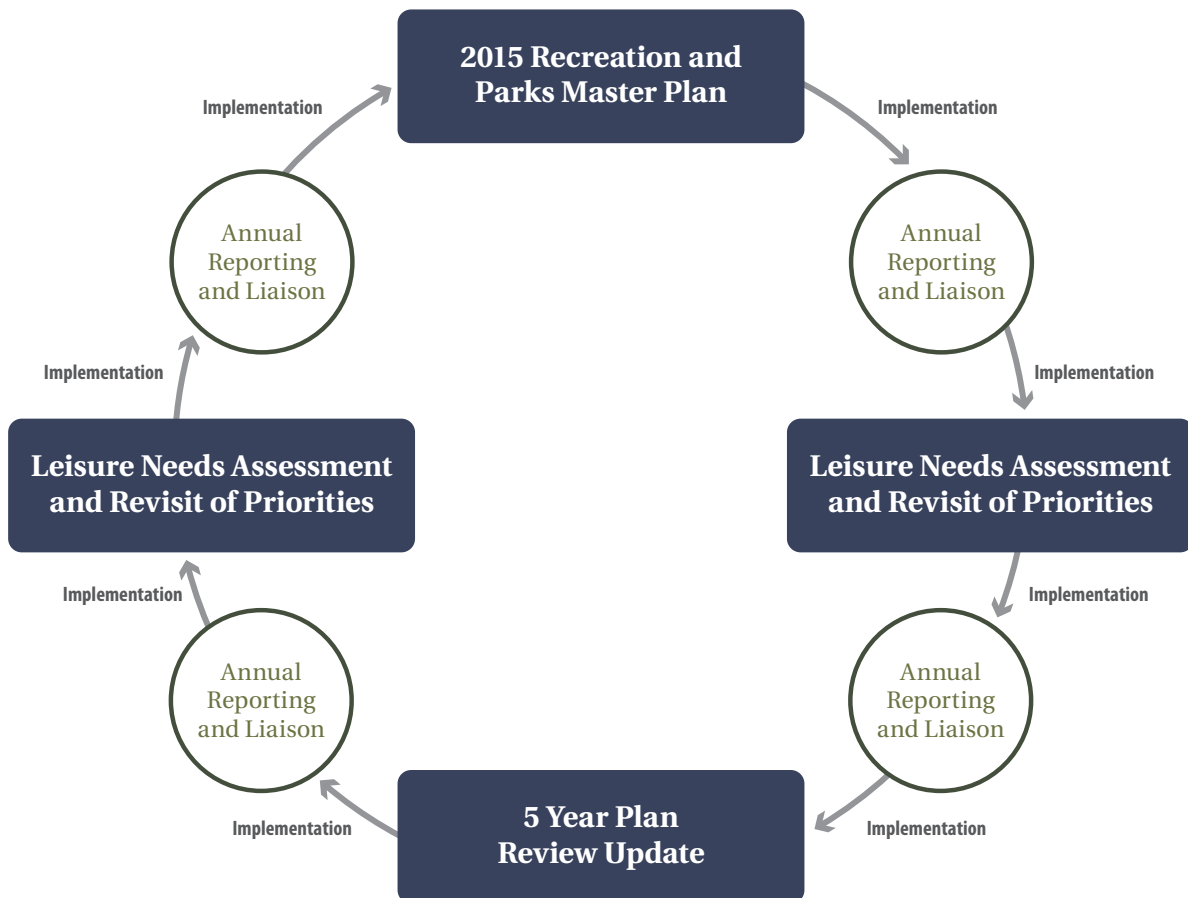 2015 Recreation and
Parks Master Plan
Implementation
Implementation
Annual
Reporting
and Liaison
Annual
Reporting
and Liaison
Implementation
Implementation
Leisure Needs Assessment
and Revisit of Priorities
Leisure Needs Assessment
and Revisit of Priorities
Implementation
Implementation
Annual
Reporting
and Liaison
Annual
Reporting
and Liaison
5 Year Plan
Review Update
Implementation
Implementation